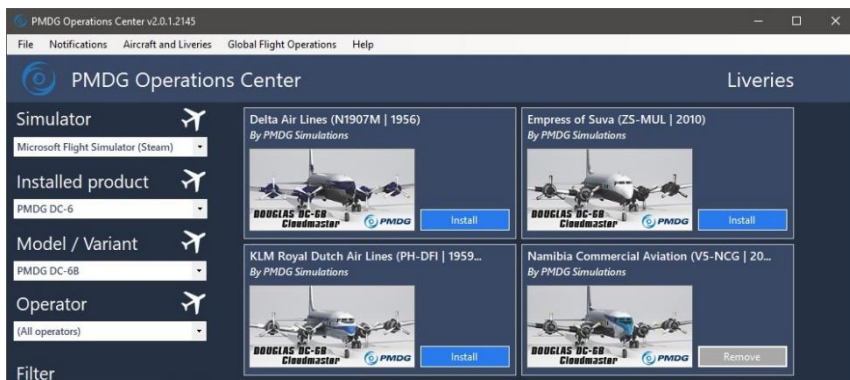 PMDG Operations Center v2.0.1.2145
File Notifications Aircraft and Liveries Global Flight Operations Help
PMDG Operations Center
Liveries
Simulator
Microsoft Flight Simulator (Steam)
Installed product
PMDG DC-6
Model / Variant
PMDG DC-6B
Operator
(All operators)
Filter
Delta Air Lines (N1907M | 1956)
By PMDG Simulations
DOUGLAS DC-6B
Cloudmaster
PMDG
Install
Empress of Suva (ZS-MUL | 2010)
By PMDG Simulations
DOUGLAS DC-6B
Cloudmaster
PMDG
Install
KLM Royal Dutch Air Lines (PH-DFI | 1959...
By PMDG Simulations
DOUGLAS DC-6B
Cloudmaster
PMDG
Install
Namibia Commercial Aviation (V5-NCG | 20...
By PMDG Simulations
DOUGLAS DC-6B
Cloudmaster
PMDG
Remove